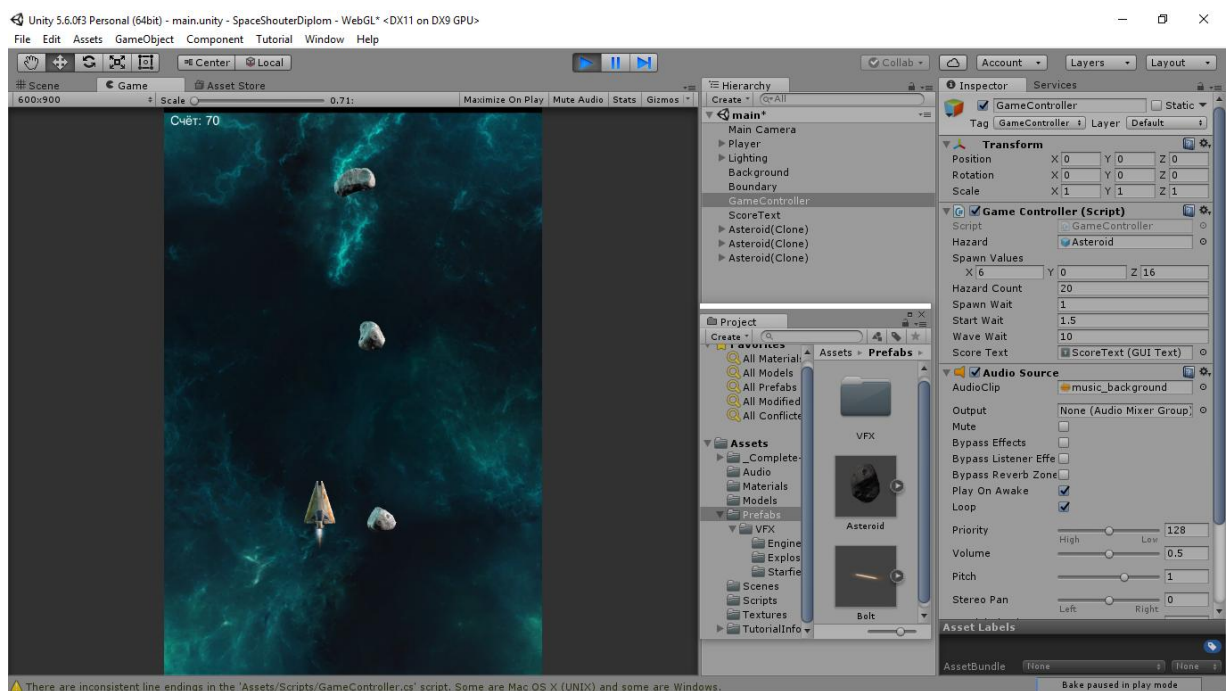 Unity 5.6.0f3 Personal (64bit) - main.unity - SpaceShouterDiplom - WebGL* <DX11 on DX9 GPU>
File Edit Assets GameObject Component Tutorial Window Help
Center Local Collab Account Layers Layout
Scene Game Asset Store
600x900 Scale 0.71: Maximize On Play Mute Audio Stats Gizmos
Счёт: 70
Hierarchy
Create All
main*
Main Camera
Player
Lighting
Background
Boundary
GameController
ScoreText
Asteroid(Clone)
Asteroid(Clone)
Asteroid(Clone)
Project
Create
Favorites
All Material
All Models
All Prefabs
All Modified
All Conflicte
Assets
_Complete-
Audio
Materials
Models
Prefabs
VFX
Engine
Explos
Starfie
Scenes
Scripts
Textures
TutorialInfo
Assets Prefabs
VFX
Asteroid
Bolt
Inspector Services
GameController Static
Tag GameController Layer Default
Transform
Position X 0 Y 0 Z 0
Rotation X 0 Y 0 Z 0
Scale X 1 Y 1 Z 1
Game Controller (Script)
Script GameController
Hazard Asteroid
Spawn Values
X 6 Y 0 Z 16
Hazard Count 20
Spawn Wait 1
Start Wait 1.5
Wave Wait 10
Score Text ScoreText (GUI Text)
Audio Source
AudioClip music_background
Output None (Audio Mixer Group)
Mute
Bypass Effects
Bypass Listener Effe
Bypass Reverb Zone
Play On Awake
Loop
Priority 128
High Low
Volume 0.5
Pitch 1
Stereo Pan 0
Left Right
Asset Labels
AssetBundle None None
There are inconsistent line endings in the 'Assets/Scripts/GameController.cs' script. Some are Mac OS X (UNIX) and some are Windows.
Bake paused in play mode